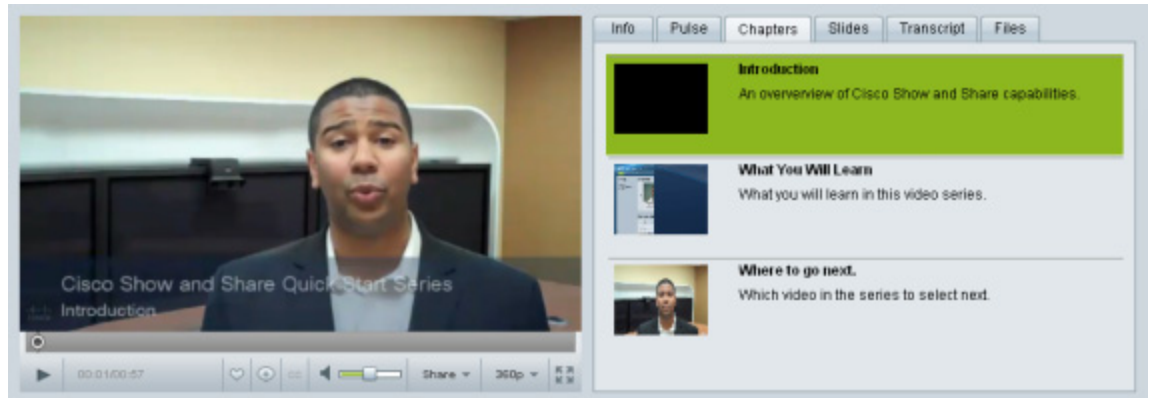 Cisco Show and Share Quick Start Series
Introduction
00:01/00:57
cc
Share
360p
Info
Pulse
Chapters
Slides
Transcript
Files
Introduction
An oververview of Cisco Show and Share capabilities.
What You Will Learn
What you will learn in this video series.
Where to go next.
Which video in the series to select next.